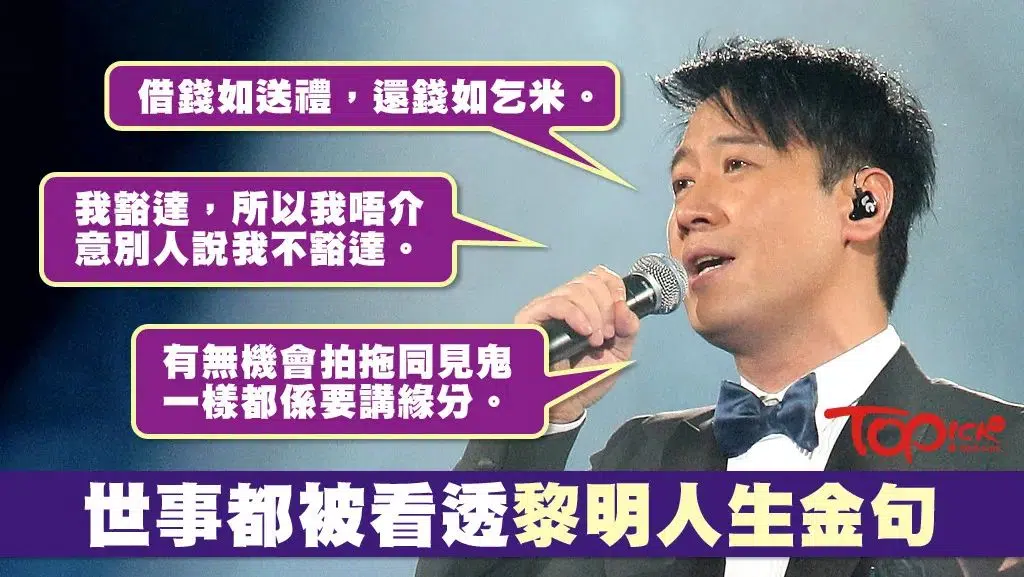 借錢如送禮，還錢如乞米。
我豁達，所以我唔介
意別人說我不豁達。
有無機會拍拖同見鬼
一樣都係要講緣分。
TOPick
世事都被看透黎明人生金句